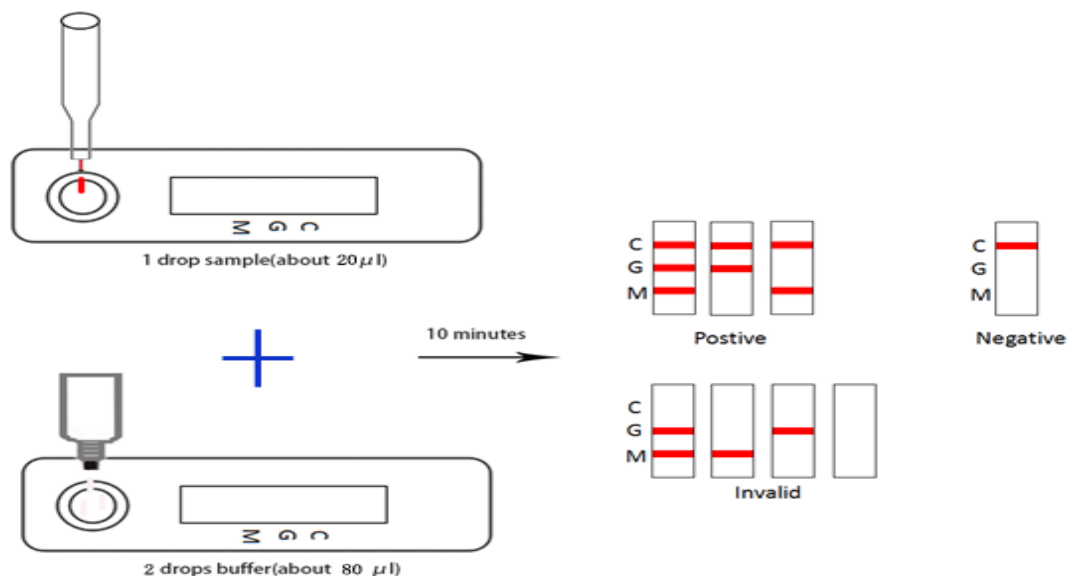 C G M
1 drop sample(about 20μl)
10 minutes
C G M
2 drops buffer(about 80 μl)
C
G
M
Postive
C
G
M
Negative
C
G
M
Invalid